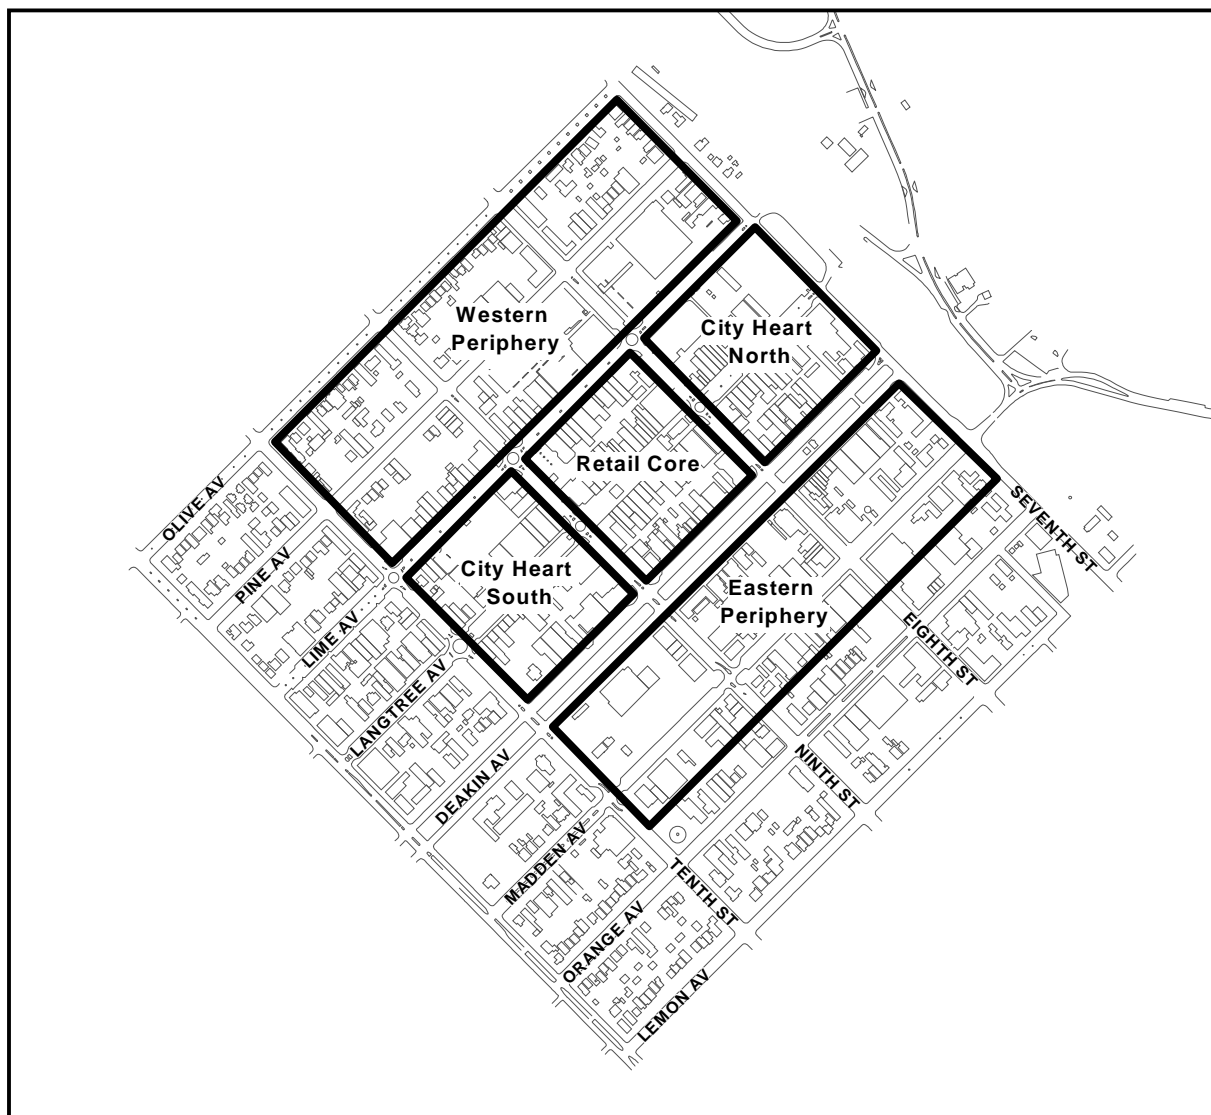 Western
Periphery
City Heart
North
Retail Core
City Heart
South
Eastern
Periphery
OLIVE AV
PINE AV
LIME AV
LANGTREE AV
DEAKIN AV
MADDEN AV
ORANGE AV
LEMON AV
SEVENTH ST
EIGHTH ST
NINTH ST
TENTH ST